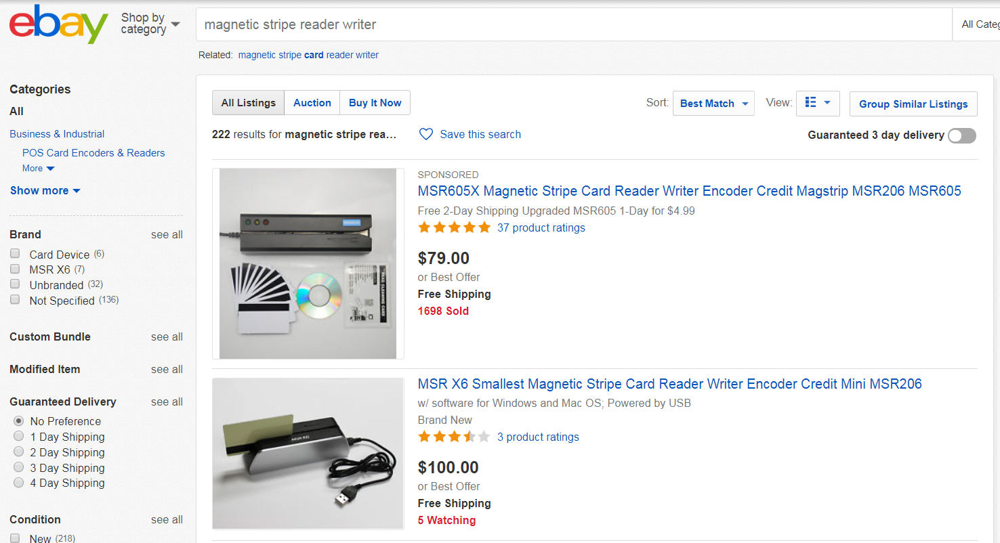 ebay
Shop by
category
magnetic stripe reader writer
All Categ
Related: magnetic stripe card reader writer
Categories
All
Business & Industrial
POS Card Encoders & Readers
More
Show more
Brand see all
Card Device (6)
MSR X6 (7)
Unbranded (32)
Not Specified (136)
Custom Bundle see all
Modified Item see all
Guaranteed Delivery see all
No Preference
1 Day Shipping
2 Day Shipping
3 Day Shipping
4 Day Shipping
Condition see all
New (218)
All Listings Auction Buy It Now
Sort: Best Match View: Group Similar Listings
222 results for magnetic stripe rea... Save this search
Guaranteed 3 day delivery
SPONSORED
MSR605X Magnetic Stripe Card Reader Writer Encoder Credit Magstrip MSR206 MSR605
Free 2-Day Shipping Upgraded MSR605 1-Day for $4.99
37 product ratings
$79.00
or Best Offer
Free Shipping
1698 Sold
MSR X6 Smallest Magnetic Stripe Card Reader Writer Encoder Credit Mini MSR206
w/ software for Windows and Mac OS; Powered by USB
Brand New
3 product ratings
$100.00
or Best Offer
Free Shipping
5 Watching